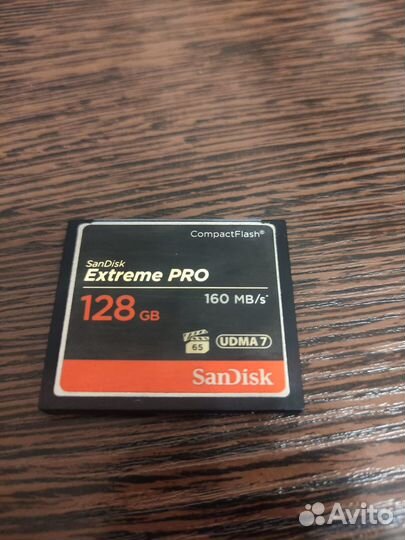 CompactFlash®
SanDisk
Extreme PRO
128 GB 160 MB/s*
65 UDMA 7
SanDisk
Avito